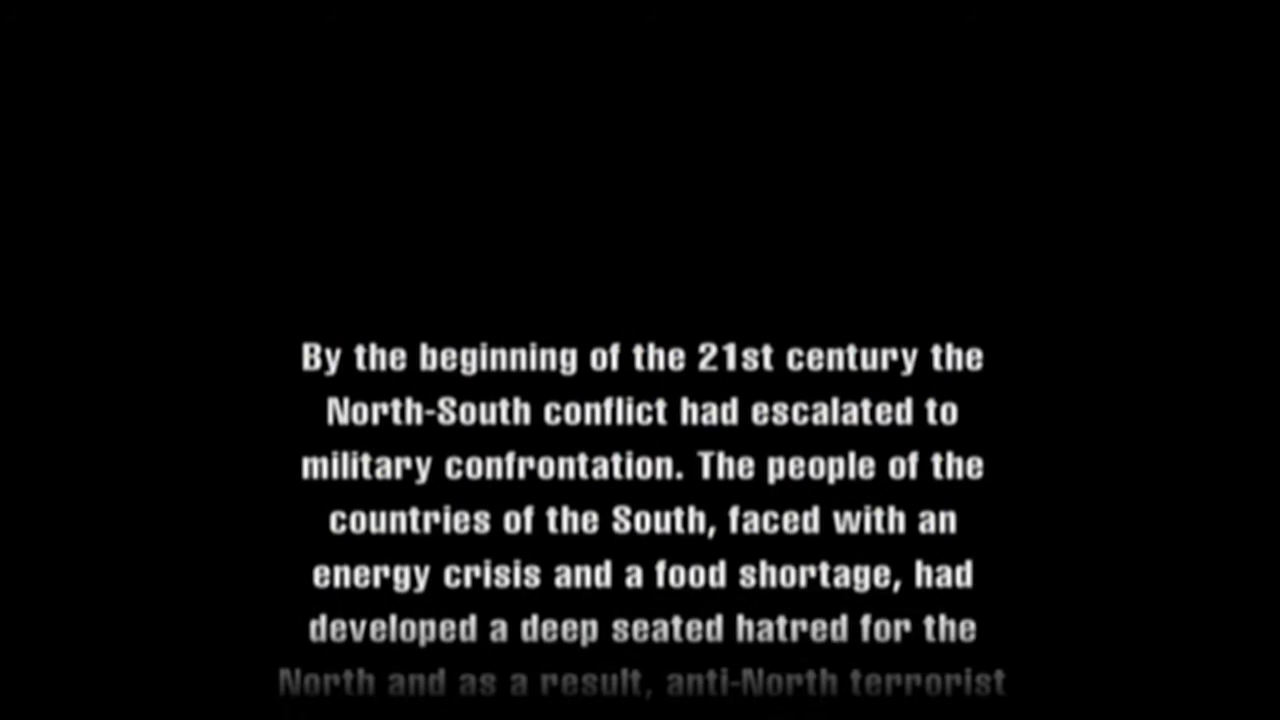 By the beginning of the 21st century the
North-South conflict had escalated to
military confrontation. The people of the
countries of the South, faced with an
energy crisis and a food shortage, had
developed a deep seated hatred for the
North and as a result, anti-North terrorist